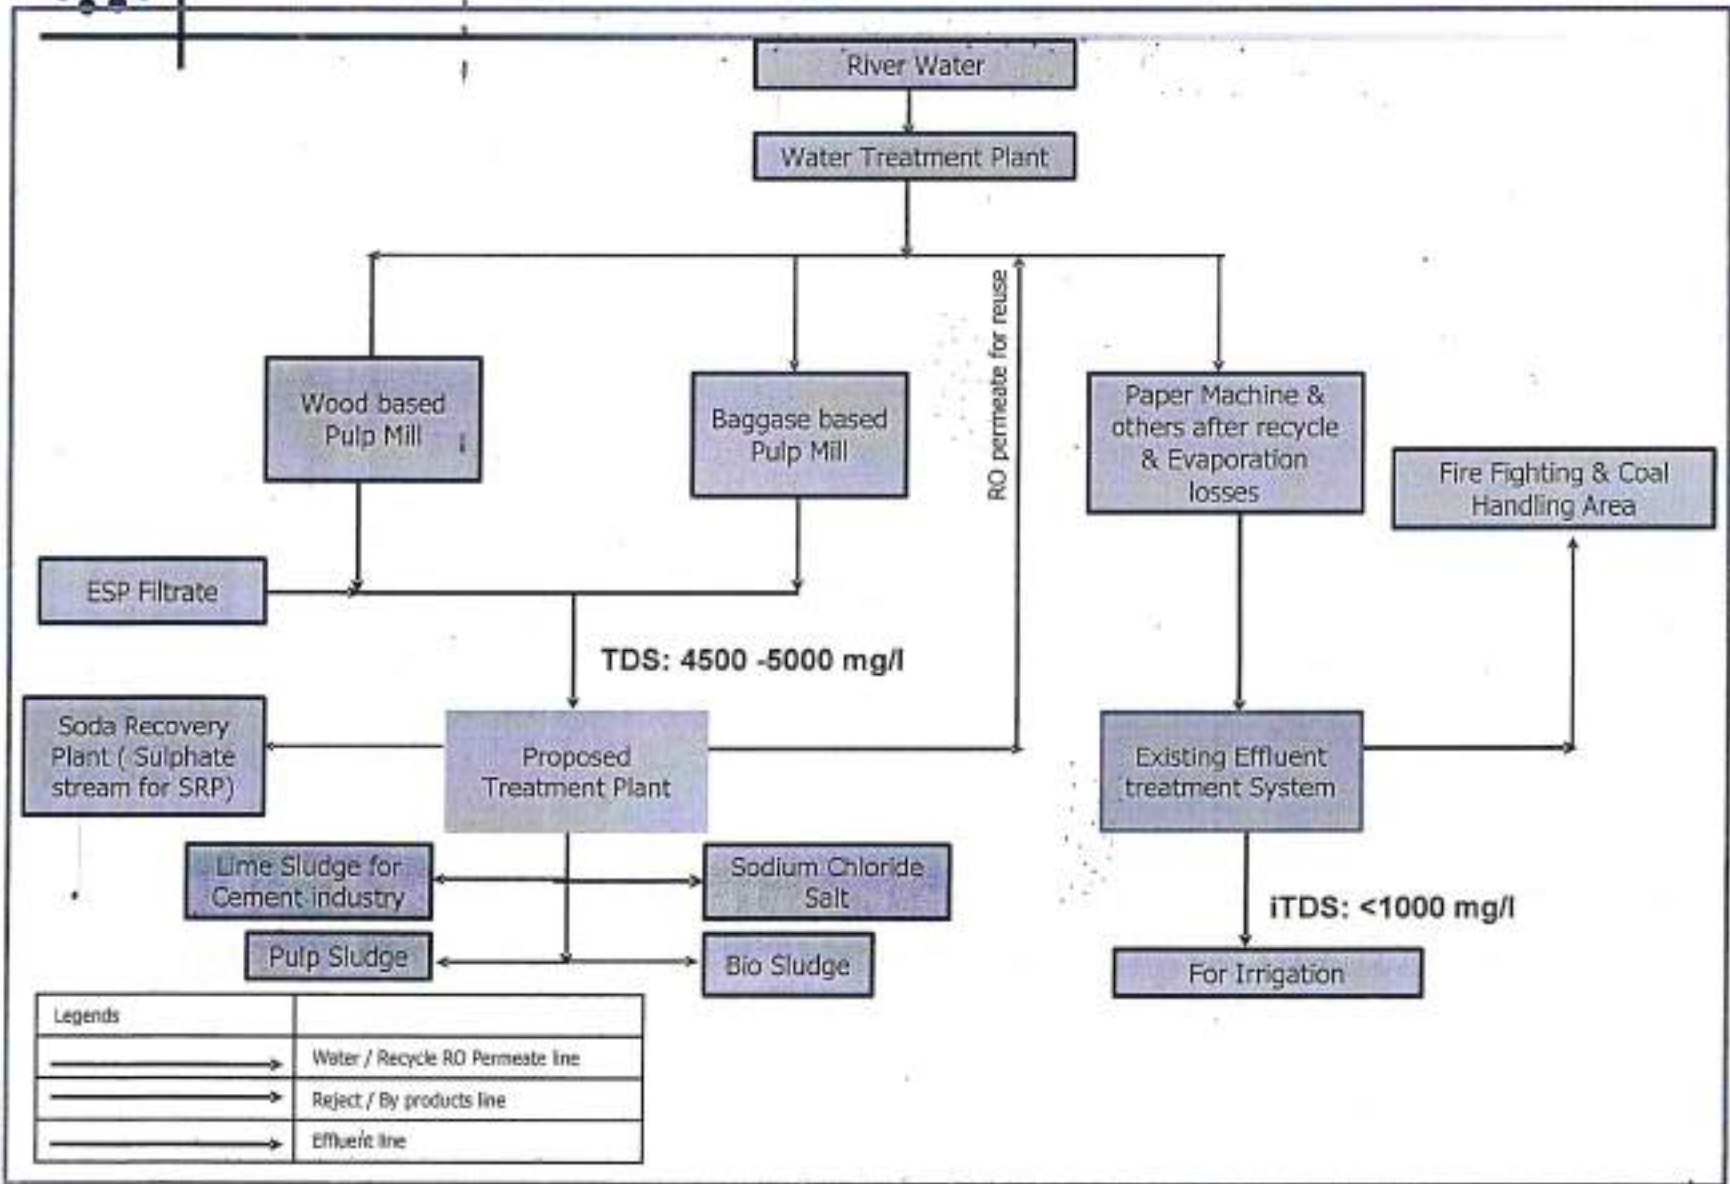 River Water
Water Treatment Plant
RO permeate for reuse
Wood based
Pulp Mill
Baggase based
Pulp Mill
Paper Machine &
others after recycle
& Evaporation
losses
Fire Fighting & Coal
Handling Area
ESP Filtrate
TDS: 4500 -5000 mg/l
Soda Recovery
Plant ( Sulphate
stream for SRP)
Proposed
Treatment Plant
Existing Effluent
treatment System
Lime Sludge for
Cement industry
Sodium Chloride
Salt
iTDS: <1000 mg/l
Pulp Sludge
Bio Sludge
For Irrigation
Legends
Water / Recycle RO Permeate line
Reject / By products line
Effluent line